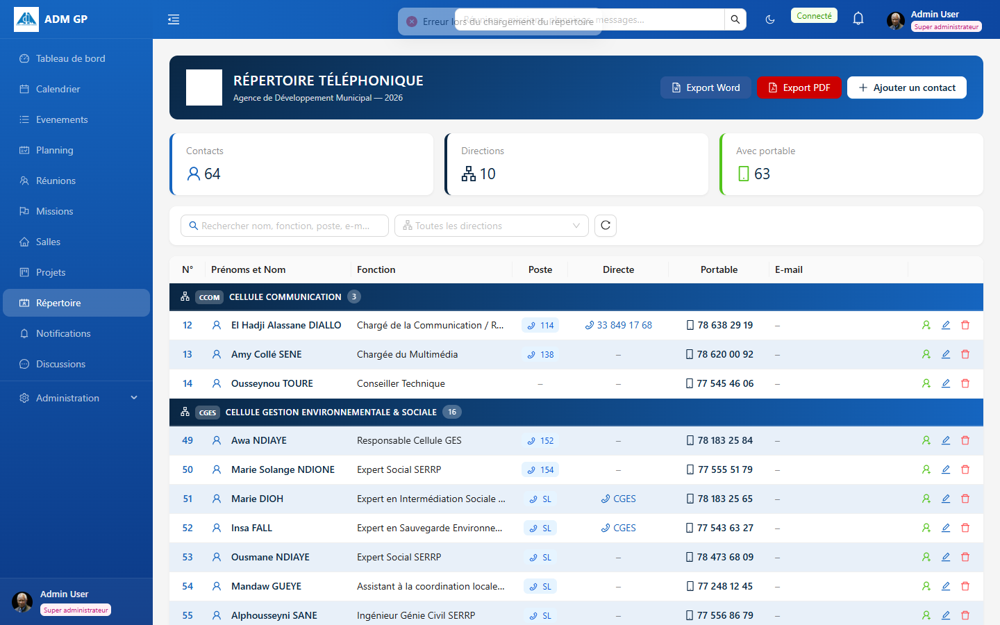 ADM GP
Erreur lors du chargement du répertoire
Réunions, missions, plannings, messages...
Connecté
Admin User
Super administrateur
Tableau de bord
Calendrier
Evenements
Planning
Réunions
Missions
Salles
Projets
Répertoire
Notifications
Discussions
Administration
Admin User
Super administrateur
RÉPERTOIRE TÉLÉPHONIQUE
Agence de Développement Municipal — 2026
Export Word
Export PDF
Ajouter un contact
Contacts
64
Directions
10
Avec portable
63
Rechercher nom, fonction, poste, e-m...
Toutes les directions
N° Prénoms et Nom Fonction Poste Directe Portable E-mail
CCOM CELLULE COMMUNICATION 3
12 El Hadji Alassane DIALLO Chargé de la Communication / R... 114 33 849 17 68 78 638 29 19 –
13 Amy Collé SENE Chargée du Multimédia 138 – 78 620 00 92 –
14 Ousseynou TOURE Conseiller Technique – – 77 545 46 06 –
CGES CELLULE GESTION ENVIRONNEMENTALE & SOCIALE 16
49 Awa NDIAYE Responsable Cellule GES 152 – 78 183 25 84 –
50 Marie Solange NDIONE Expert Social SERRP 154 – 77 555 51 79 –
51 Marie DIOH Expert en Intermédiation Sociale ... SL CGES 78 183 25 65 –
52 Insa FALL Expert en Sauvegarde Environne... SL CGES 77 543 63 27 –
53 Ousmane NDIAYE Expert Social SERRP SL – 78 473 68 09 –
54 Mandaw GUEYE Assistant à la coordination locale... SL – 77 248 12 45 –
55 Alphousseyni SANE Ingénieur Génie Civil SERRP SL – 77 556 86 79 –